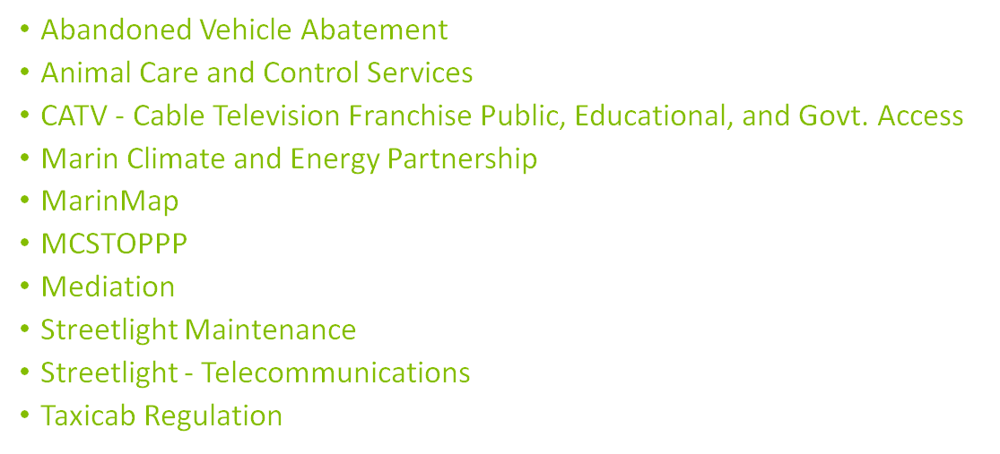 • Abandoned Vehicle Abatement
• Animal Care and Control Services
• CATV - Cable Television Franchise Public, Educational, and Govt. Access
• Marin Climate and Energy Partnership
• MarinMap
• MCSTOPPP
• Mediation
• Streetlight Maintenance
• Streetlight - Telecommunications
• Taxicab Regulation